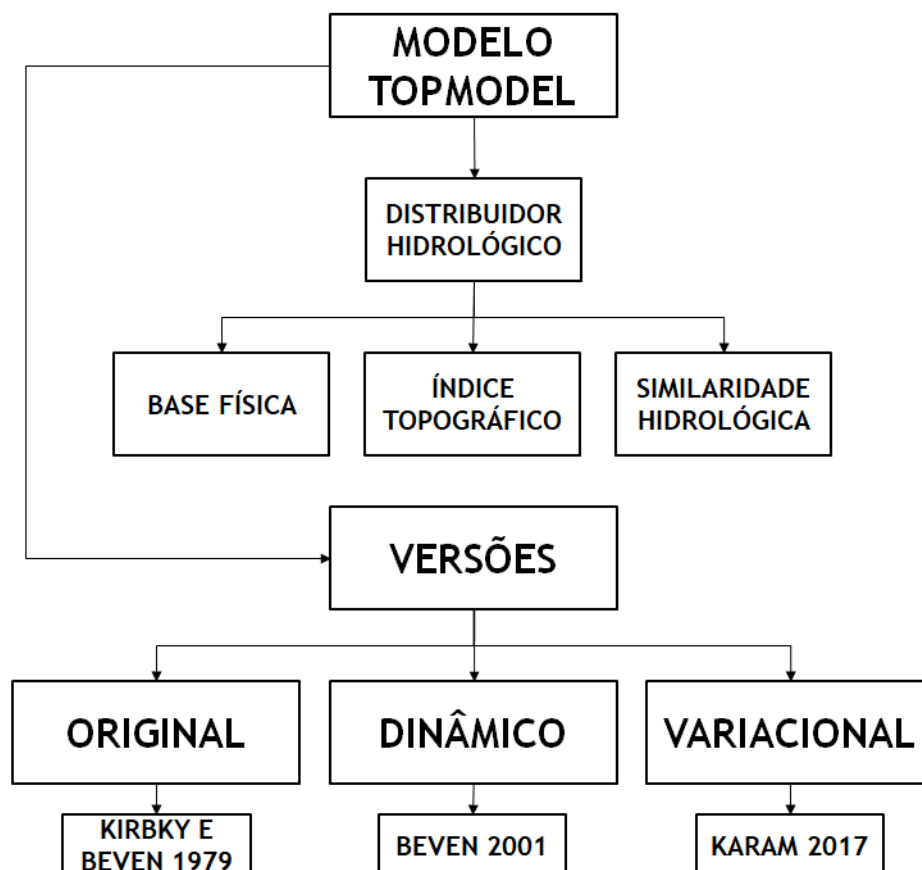 MODELO
TOPMODEL
DISTRIBUIDOR
HIDROLÓGICO
BASE FÍSICA
ÍNDICE
TOPOGRÁFICO
SIMILARIDADE
HIDROLÓGICA
VERSÕES
ORIGINAL
DINÂMICO
VARIACIONAL
KIRBKY E
BEVEN 1979
BEVEN 2001
KARAM 2017